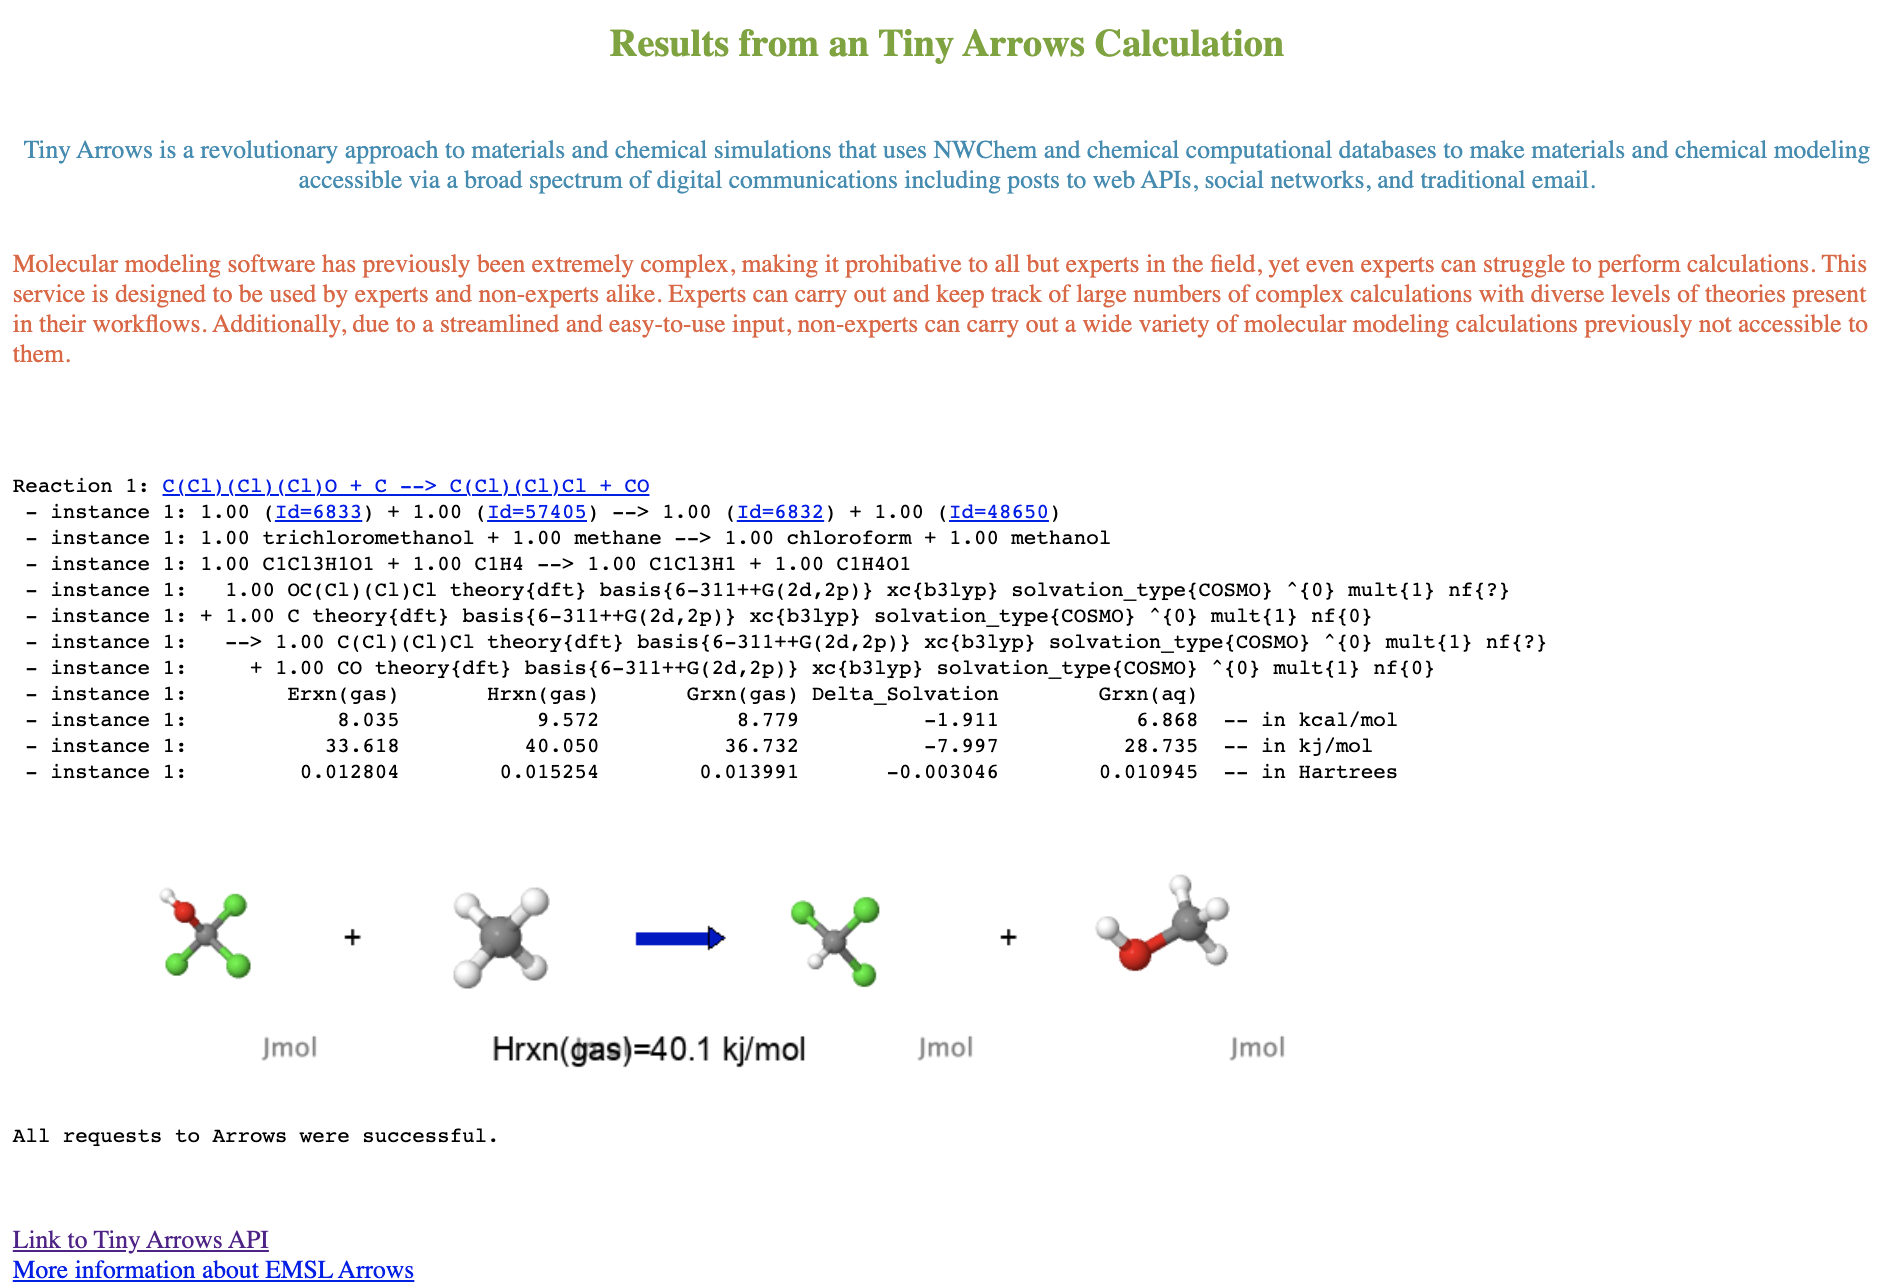 Results from an Tiny Arrows Calculation
Tiny Arrows is a revolutionary approach to materials and chemical simulations that uses NWChem and chemical computational databases to make materials and chemical modeling
accessible via a broad spectrum of digital communications including posts to web APIs, social networks, and traditional email.
Molecular modeling software has previously been extremely complex, making it prohibative to all but experts in the field, yet even experts can struggle to perform calculations. This
service is designed to be used by experts and non-experts alike. Experts can carry out and keep track of large numbers of complex calculations with diverse levels of theories present
in their workflows. Additionally, due to a streamlined and easy-to-use input, non-experts can carry out a wide variety of molecular modeling calculations previously not accessible to
them.
Reaction 1: C(Cl)(Cl)(Cl)O + C --> C(Cl)(Cl)Cl + CO
- instance 1: 1.00 (Id=6833) + 1.00 (Id=57405) --> 1.00 (Id=6832) + 1.00 (Id=48650)
- instance 1: 1.00 trichloromethanol + 1.00 methane --> 1.00 chloroform + 1.00 methanol
- instance 1: 1.00 C1Cl3H1O1 + 1.00 C1H4 --> 1.00 C1Cl3H1 + 1.00 C1H4O1
- instance 1:   1.00 OC(Cl)(Cl)Cl theory{dft} basis{6-311++G(2d,2p)} xc{b3lyp} solvation_type{COSMO} ^{0} mult{1} nf{?}
- instance 1: + 1.00 C theory{dft} basis{6-311++G(2d,2p)} xc{b3lyp} solvation_type{COSMO} ^{0} mult{1} nf{0}
- instance 1:   --> 1.00 C(Cl)(Cl)Cl theory{dft} basis{6-311++G(2d,2p)} xc{b3lyp} solvation_type{COSMO} ^{0} mult{1} nf{?}
- instance 1:     + 1.00 CO theory{dft} basis{6-311++G(2d,2p)} xc{b3lyp} solvation_type{COSMO} ^{0} mult{1} nf{0}
- instance 1:        Erxn(gas)       Hrxn(gas)       Grxn(gas) Delta_Solvation        Grxn(aq)
- instance 1:            8.035           9.572           8.779          -1.911           6.868  -- in kcal/mol
- instance 1:           33.618          40.050          36.732          -7.997          28.735  -- in kj/mol
- instance 1:         0.012804        0.015254        0.013991       -0.003046        0.010945  -- in Hartrees
+ +
Jmol Hrxn(gas)=40.1 kj/mol Jmol Jmol
All requests to Arrows were successful.
Link to Tiny Arrows API
More information about EMSL Arrows